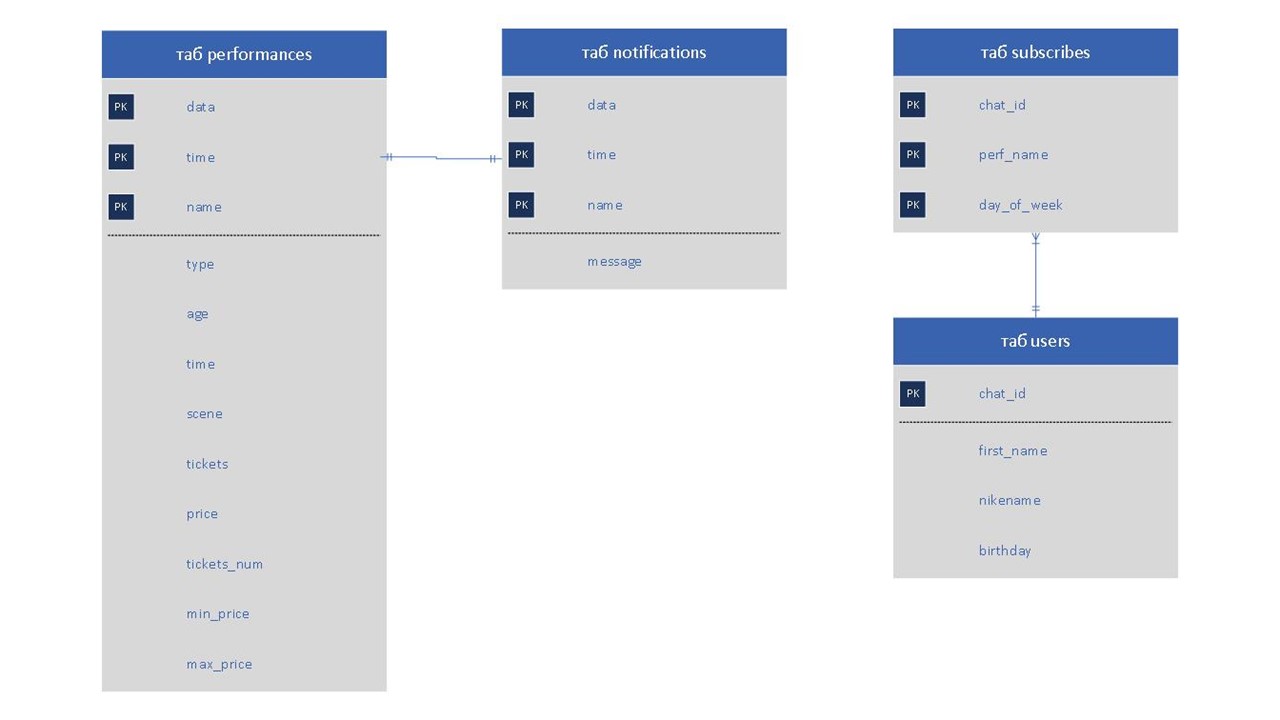 таб performances
PK data
PK time
PK name
type
age
time
scene
tickets
price
tickets_num
min_price
max_price
таб notifications
PK data
PK time
PK name
message
таб subscribes
PK chat_id
PK perf_name
PK day_of_week
таб users
PK chat_id
first_name
nikename
birthday